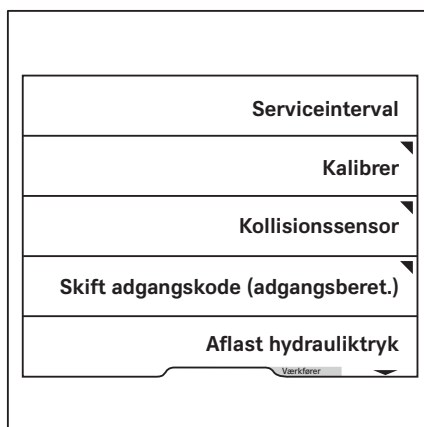 Serviceinterval
Kalibrer
Kollisionssensor
Skift adgangskode (adgangsberet.)
Aflast hydrauliktryk
Værkfører